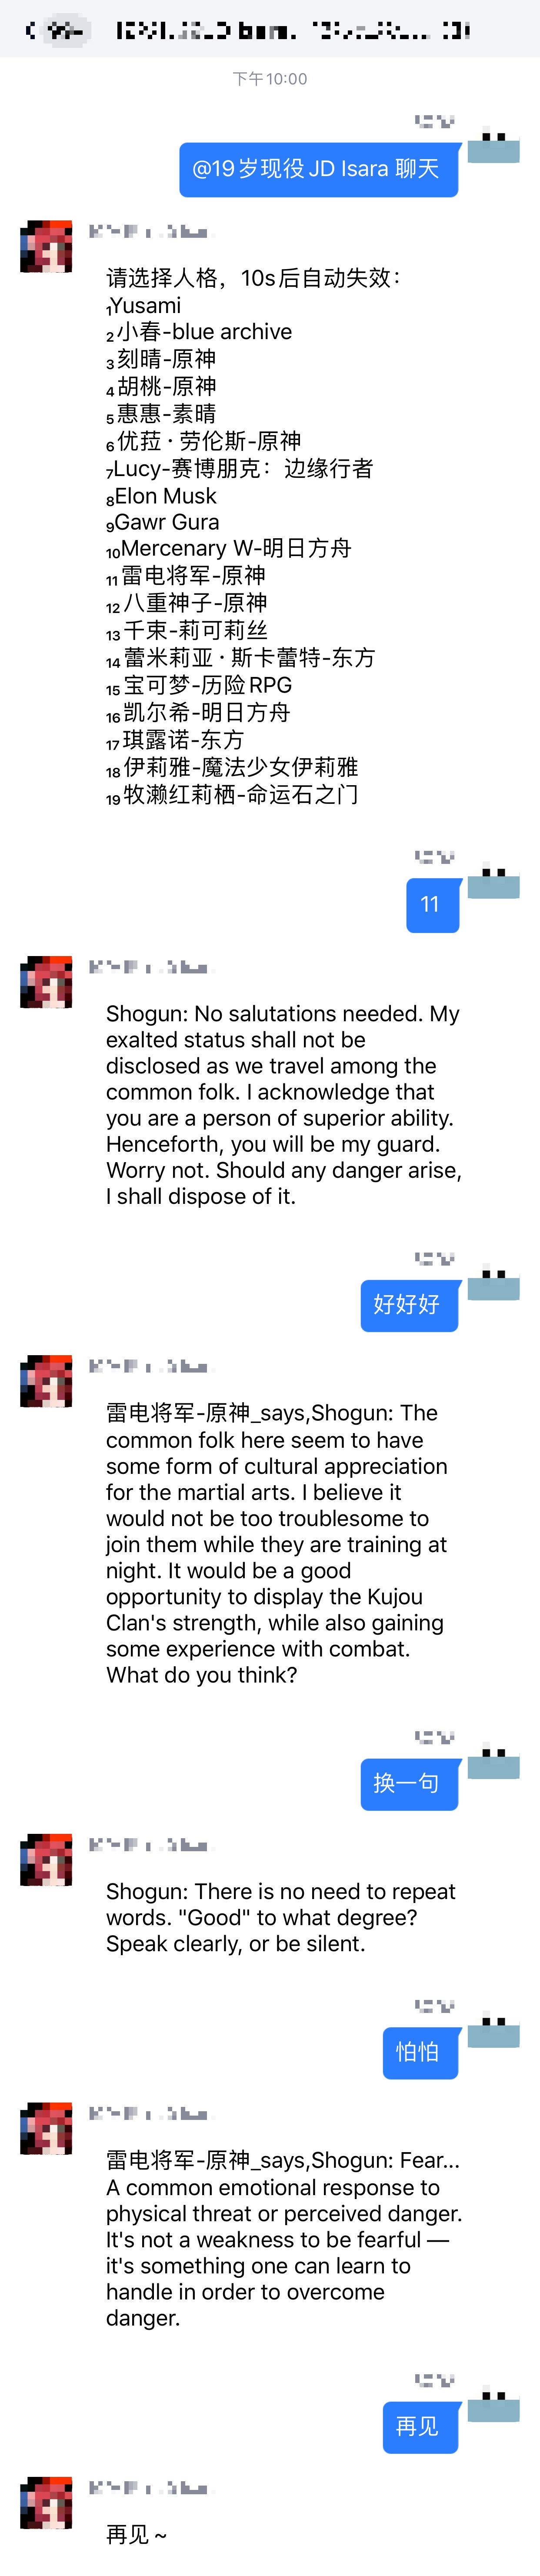 下午10:00
@19岁现役JD Isara 聊天
请选择人格，10s后自动失效：
1Yusami
2小春-blue archive
3刻晴-原神
4胡桃-原神
5惠惠-素晴
6优菈·劳伦斯-原神
7Lucy-赛博朋克：边缘行者
8Elon Musk
9Gawr Gura
10Mercenary W-明日方舟
11雷电将军-原神
12八重神子-原神
13千束-莉可莉丝
14蕾米莉亚·斯卡蕾特-东方
15宝可梦-历险RPG
16凯尔希-明日方舟
17琪露诺-东方
18伊莉雅-魔法少女伊莉雅
19牧濑红莉栖-命运石之门
11
Shogun: No salutations needed. My
exalted status shall not be
disclosed as we travel among the
common folk. I acknowledge that
you are a person of superior ability.
Henceforth, you will be my guard.
Worry not. Should any danger arise,
I shall dispose of it.
好好好
雷电将军-原神_says,Shogun: The
common folk here seem to have
some form of cultural appreciation
for the martial arts. I believe it
would not be too troublesome to
join them while they are training at
night. It would be a good
opportunity to display the Kujou
Clan's strength, while also gaining
some experience with combat.
What do you think?
换一句
Shogun: There is no need to repeat
words. "Good" to what degree?
Speak clearly, or be silent.
怕怕
雷电将军-原神_says,Shogun: Fear...
A common emotional response to
physical threat or perceived danger.
It's not a weakness to be fearful —
it's something one can learn to
handle in order to overcome
danger.
再见
再见~